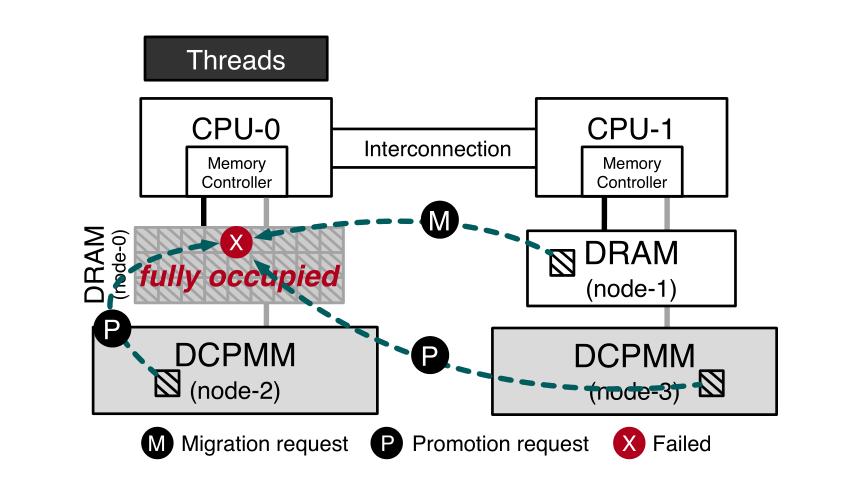 Threads
CPU-0
Memory
Controller
Interconnection
CPU-1
Memory
Controller
M
DRAM
(node-0)
X
fully occupied
DRAM
(node-1)
P
DCPMM
(node-2)
P
DCPMM
(node-3)
M Migration request P Promotion request X Failed